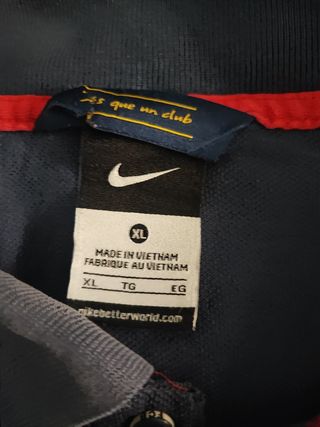 és que un club
XL
MADE IN VIETNAM
FABRIQUE AU VIETNAM
XL TG EG
nikebetterworld.com